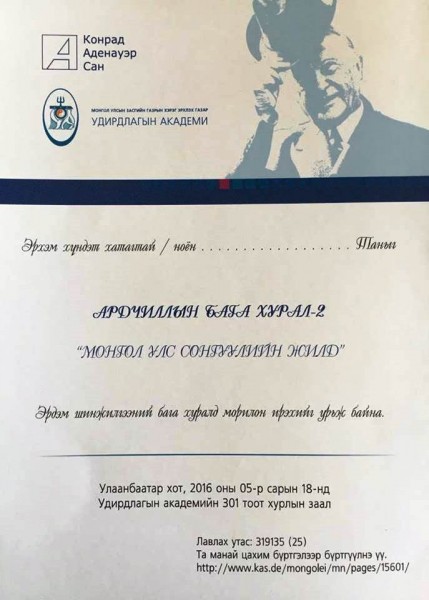 Конрад
Аденауэр
Сан
МОНГОЛ УЛСЫН ЗАСГИЙН ГАЗРЫН ХЭРЭГ ЭРХЛЭХ ГАЗАР
УДИРДЛАГЫН АКАДЕМИ
Эрхэм хүндэт хатагтай / ноён . . . . . . . . . . . . . . . . . . Таныг
АРДЧИЛЛЫН БАГА ХУРАЛ-2
“МОНГОЛ УЛС СОНГУУЛИЙН ЖИЛД”
Эрдэм шинжилгээний бага хуралд морилон ирэхийг урьж байна.
Улаанбаатар хот, 2016 оны 05-р сарын 18-нд
Удирдлагын академийн 301 тоот хурлын заал
Лавлах утас: 319135 (25)
Та манай цахим бүртгэлээр бүртгүүлнэ үү.
http://www.kas.de/mongolei/mn/pages/15601/